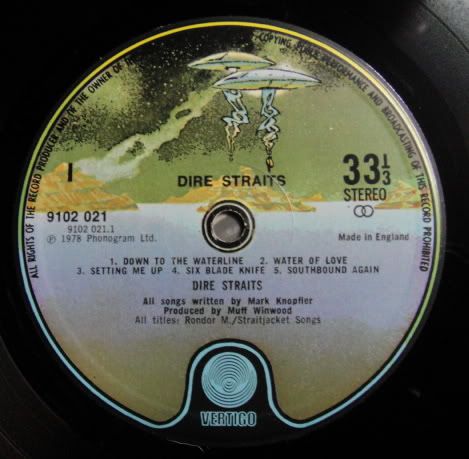 ALL RIGHTS OF THE RECORD PRODUCER AND OF THE OWNER OF
COPYING, PUBLIC PERFORMANCE AND BROADCASTING OF THIS RECORD PROHIBITED
1
DIRE STRAITS
33⅓
STEREO
9102 021
9102 021.1
℗ 1978 Phonogram Ltd.
Made in England
1. DOWN TO THE WATERLINE 2. WATER OF LOVE
3. SETTING ME UP 4. SIX BLADE KNIFE 5. SOUTHBOUND AGAIN
DIRE STRAITS
All songs written by Mark Knopfler
Produced by Muff Winwood
All titles: Rondor M./Straitjacket Songs
VERTIGO